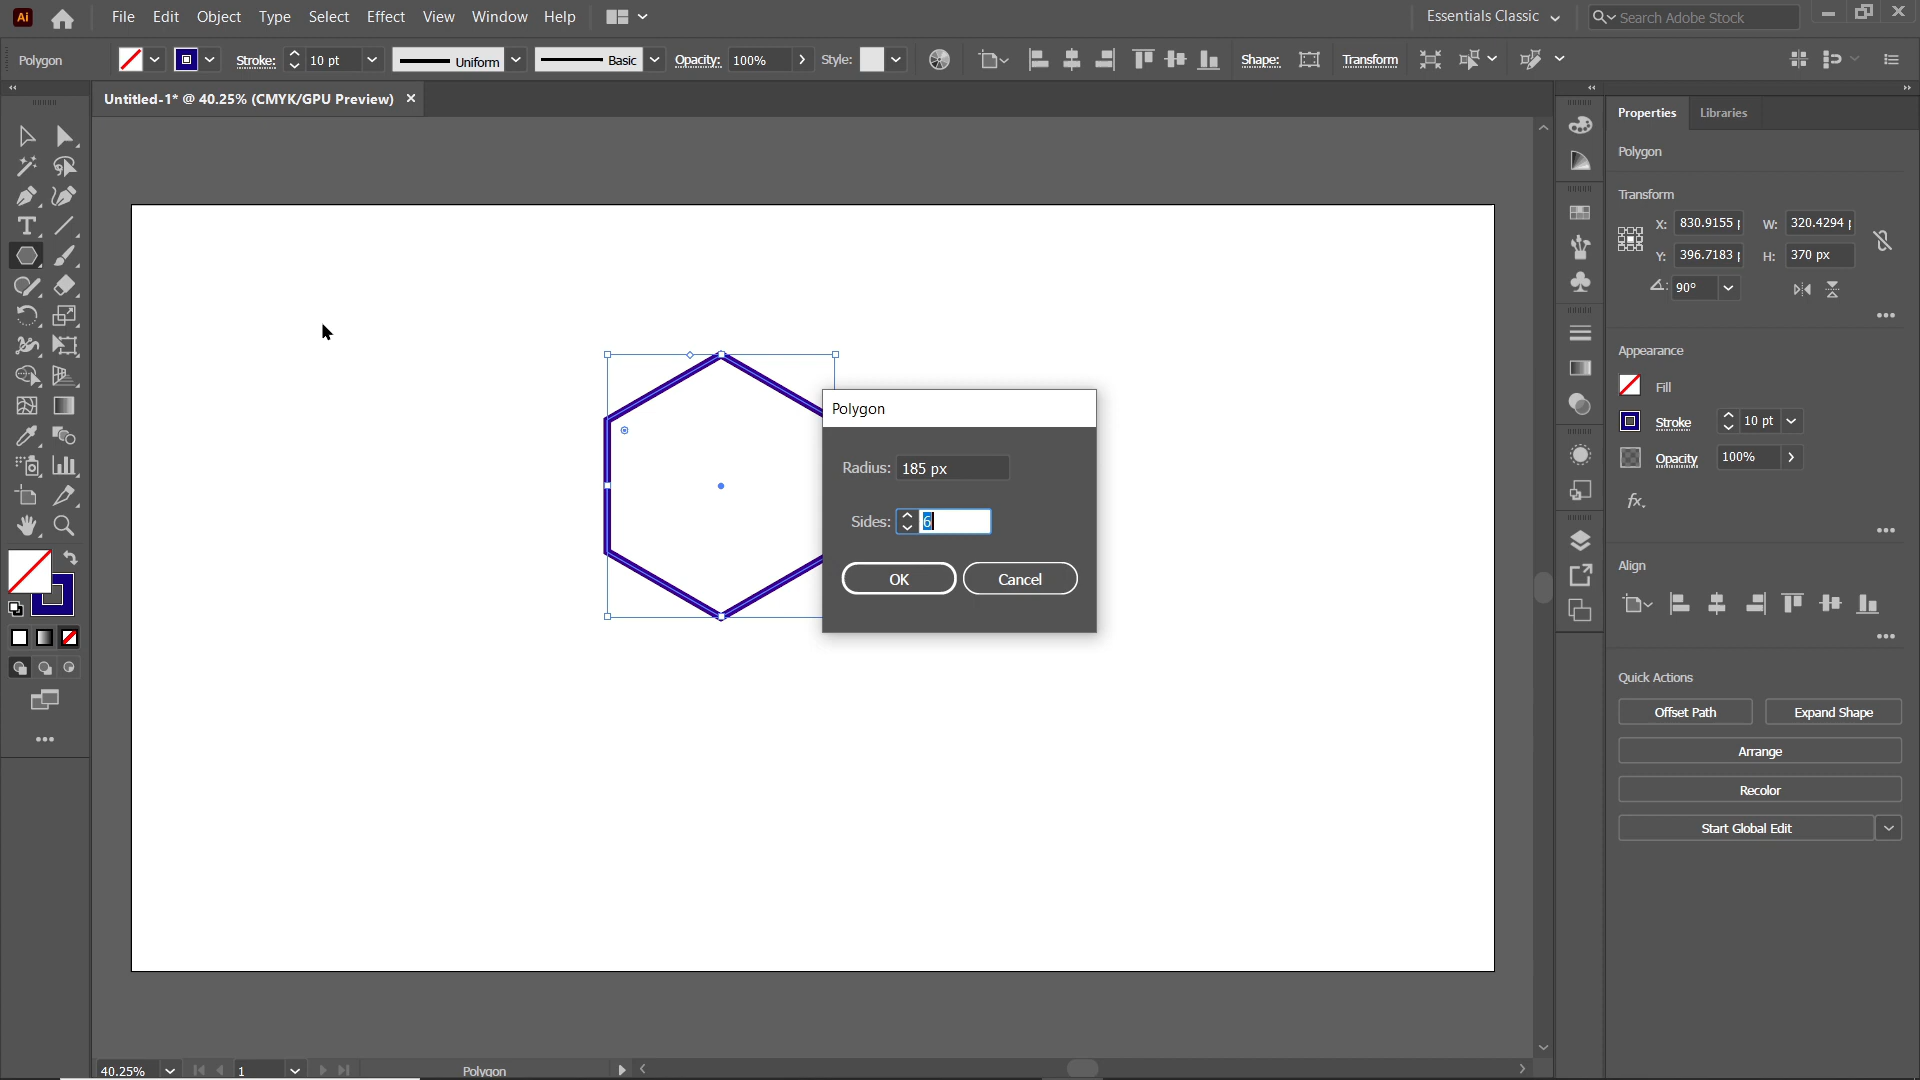 Ai File Edit Object Type Select Effect View Window Help Essentials Classic Search Adobe Stock
Polygon Stroke: 10 pt Uniform Basic Opacity: 100% Style: Shape: Transform
Untitled-1* @ 40.25% (CMYK/GPU Preview)
Properties Libraries
Polygon
Transform
X: 830.9155 W: 320.4294
Y: 396.7183 H: 370 px
90°
Appearance
Fill
Stroke 10 pt
Opacity 100%
fx.
Align
Quick Actions
Offset Path Expand Shape
Arrange
Recolor
Start Global Edit
Polygon
Radius: 185 px
Sides: 6
OK Cancel
40.25% 1 Polygon